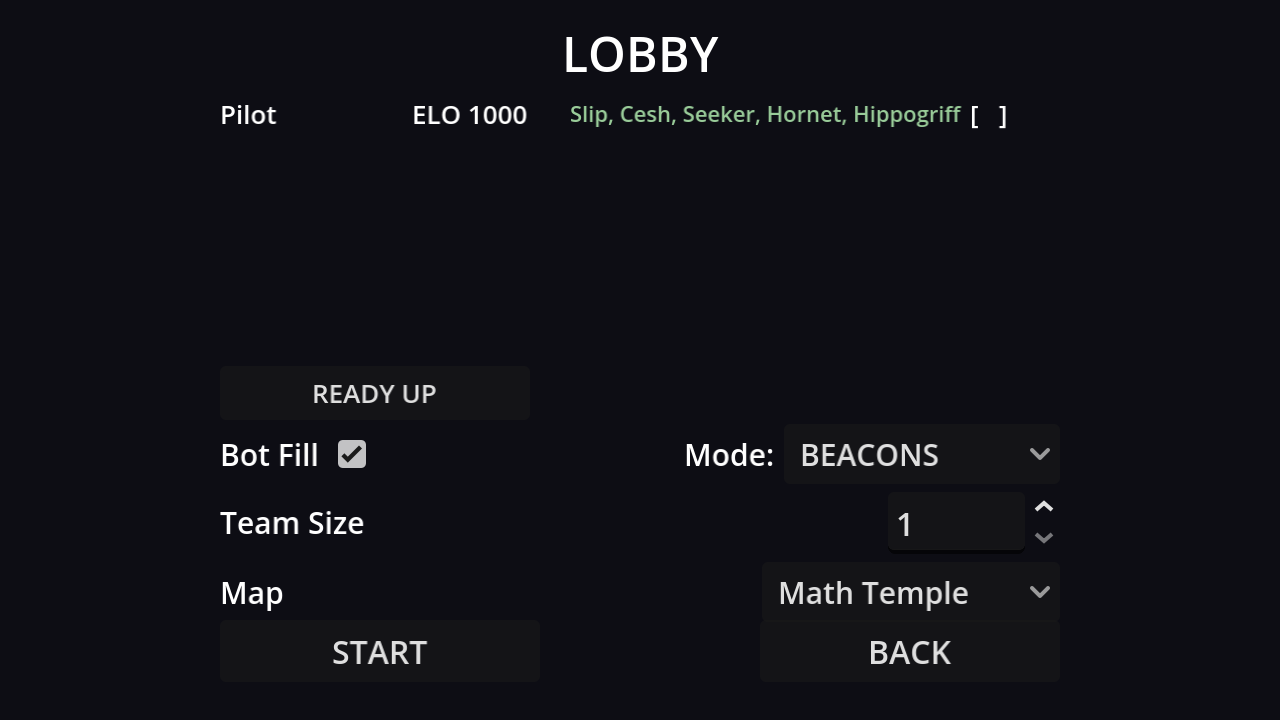 LOBBY
Pilot ELO 1000 Slip, Cesh, Seeker, Hornet, Hippogriff [ ]
READY UP
Bot Fill Mode: BEACONS
Team Size 1
Map Math Temple
START BACK